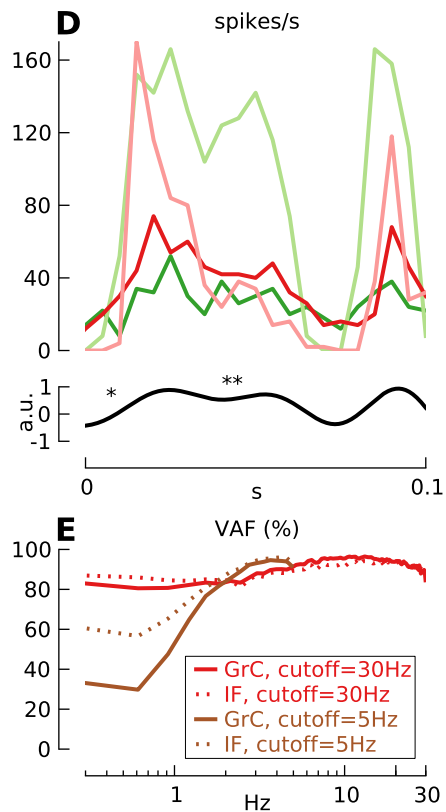 D
spikes/s
160
120
80
40
0
1
0
-1
a.u.
*
**
0
s
0.1
E
VAF (%)
100
80
60
40
20
0
GrC, cutoff=30Hz
IF, cutoff=30Hz
GrC, cutoff=5Hz
IF, cutoff=5Hz
1
Hz
10
30